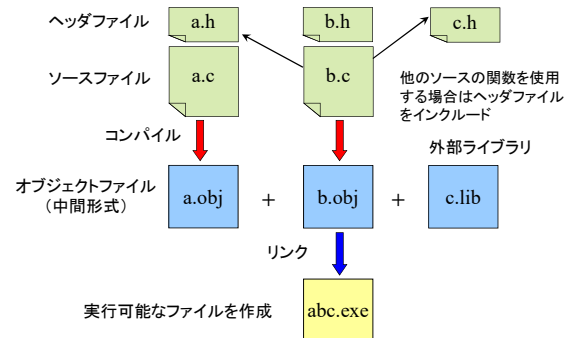 ヘッダファイル
a.h
b.h
c.h
ソースファイル
a.c
b.c
他のソースの関数を使用
する場合はヘッダファイル
をインクルード
コンパイル
外部ライブラリ
オブジェクトファイル
（中間形式）
a.obj
+
b.obj
+
c.lib
リンク
実行可能なファイルを作成
abc.exe